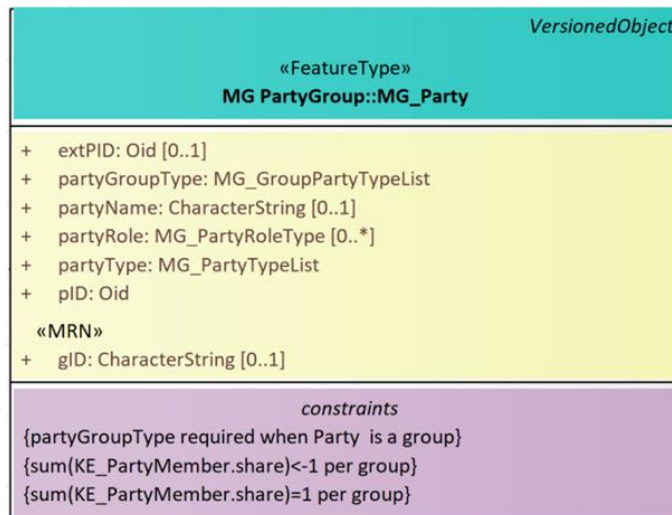 VersionedObject
«FeatureType»
MG PartyGroup::MG_Party
+ extPID: Oid [0..1]
+ partyGroupType: MG_GroupPartyTypeList
+ partyName: CharacterString [0..1]
+ partyRole: MG_PartyRoleType [0..*]
+ partyType: MG_PartyTypeList
+ pID: Oid
«MRN»
+ gID: CharacterString [0..1]
constraints
{partyGroupType required when Party is a group}
{sum(KE_PartyMember.share)<-1 per group}
{sum(KE_PartyMember.share)=1 per group}